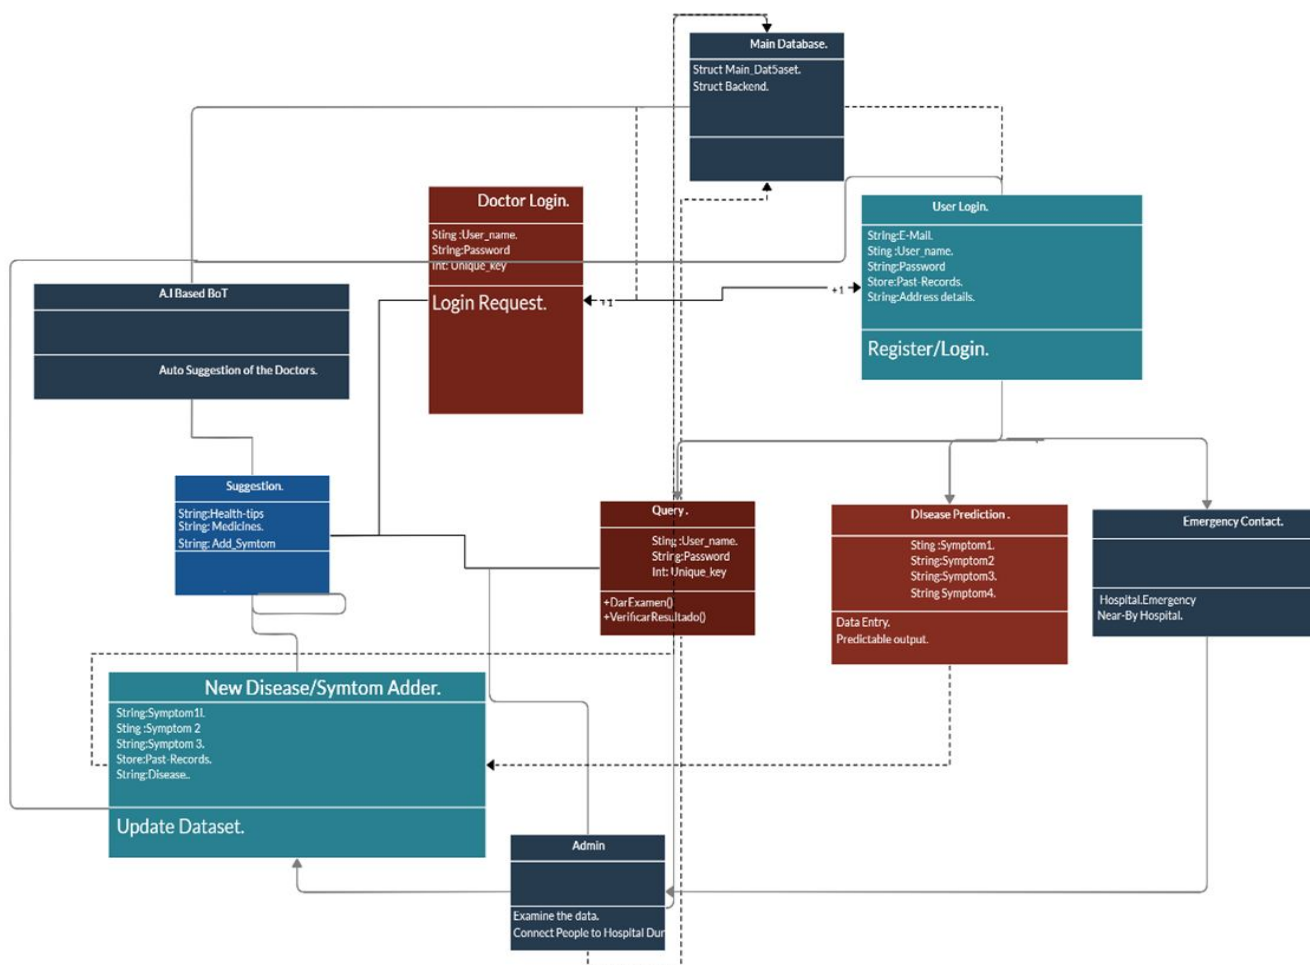 Main Database.
Struct Main_Dat5aset.
Struct Backend.
Doctor Login.
Sting :User_name.
String:Password
Int: Unique_key
Login Request.
+1
User Login.
String:E-Mail.
Sting :User_name.
String:Password
Store:Past-Records.
String:Address details.
+1
Register/Login.
A.I Based BoT
Auto Suggestion of the Doctors.
Suggestion.
String:Health-tips
String: Medicines.
String: Add_Symtom
Query .
Sting :User_name.
String:Password
Int: Unique_key
+DarExamen()
+VerificarResultado()
DIsease Prediction .
Sting :Symptom1.
String:Symptom2
String:Symptom3.
String Symptom4.
Data Entry.
Predictable output.
Emergency Contact.
Hospital.Emergency
Near-By Hospital.
New Disease/Symtom Adder.
String:Symptom1l.
Sting :Symptom 2
String:Symptom 3.
Store:Past-Records.
String:Disease..
Update Dataset.
Admin
Examine the data.
Connect People to Hospital Dur